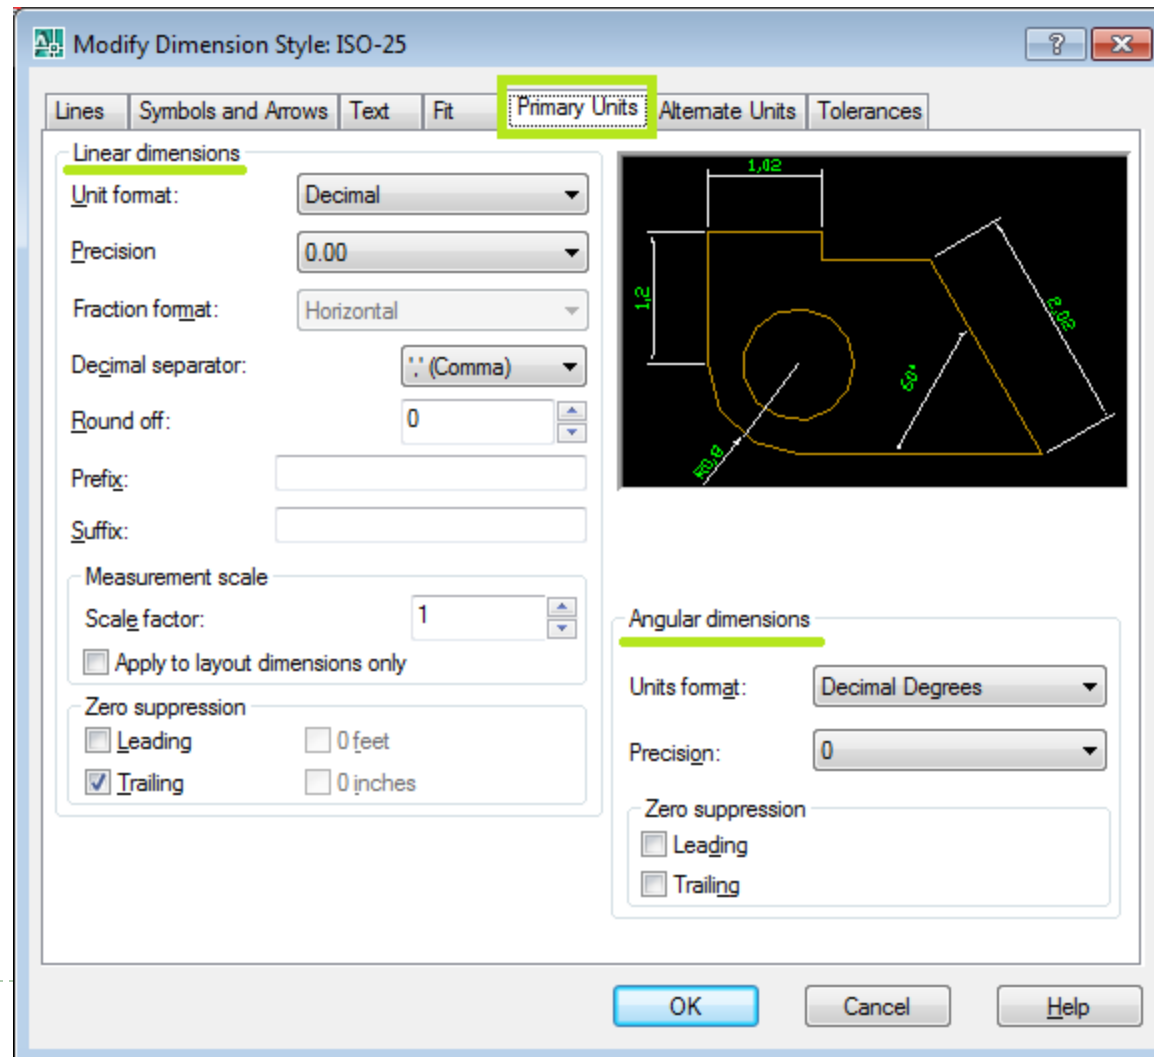 Modify Dimension Style: ISO-25
Lines Symbols and Arrows Text Fit Primary Units Alternate Units Tolerances
Linear dimensions
Unit format: Decimal
Precision 0.00
Fraction format: Horizontal
Decimal separator: ',' (Comma)
Round off: 0
Prefix:
Suffix:
Measurement scale
Scale factor: 1
Apply to layout dimensions only
Zero suppression
Leading 0 feet
Trailing 0 inches
1,02
1,2
2,02
60°
R0,8
Angular dimensions
Units format: Decimal Degrees
Precision: 0
Zero suppression
Leading
Trailing
OK Cancel Help